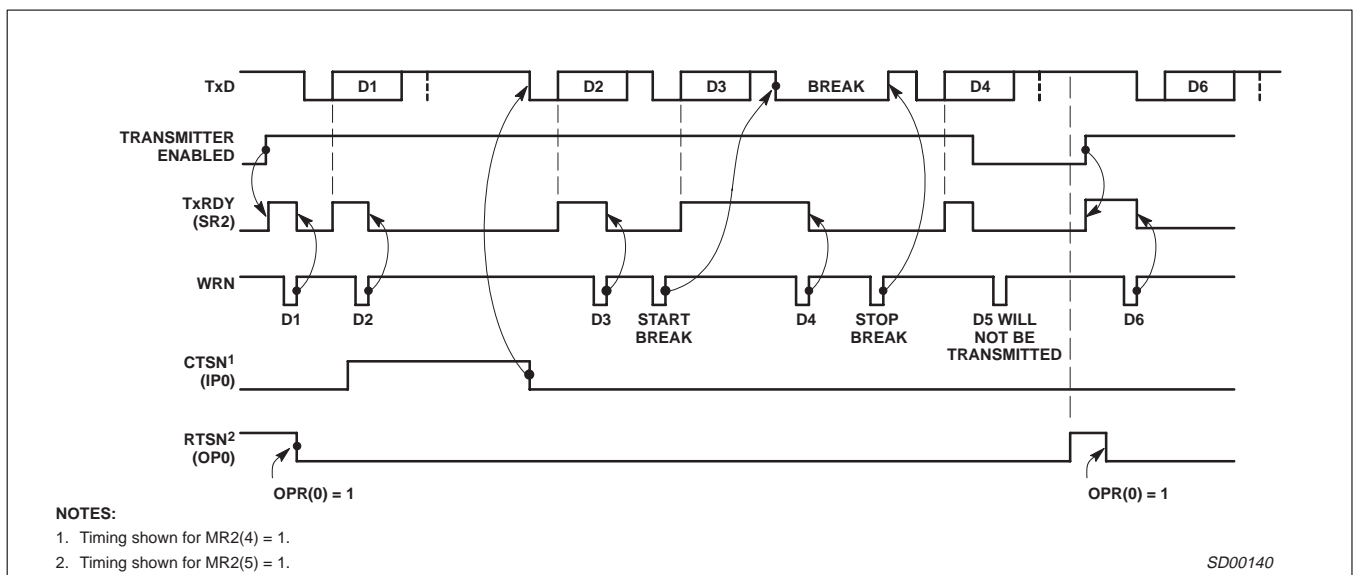 TxD
D1
D2
D3
BREAK
D4
D6
TRANSMITTER
ENABLED
TxRDY
(SR2)
WRN
D1
D2
D3
START
BREAK
D4
STOP
BREAK
D5 WILL
NOT BE
TRANSMITTED
D6
CTSN1
(IP0)
RTSN2
(OP0)
OPR(0) = 1
OPR(0) = 1
NOTES:
1. Timing shown for MR2(4) = 1.
2. Timing shown for MR2(5) = 1.
SD00140